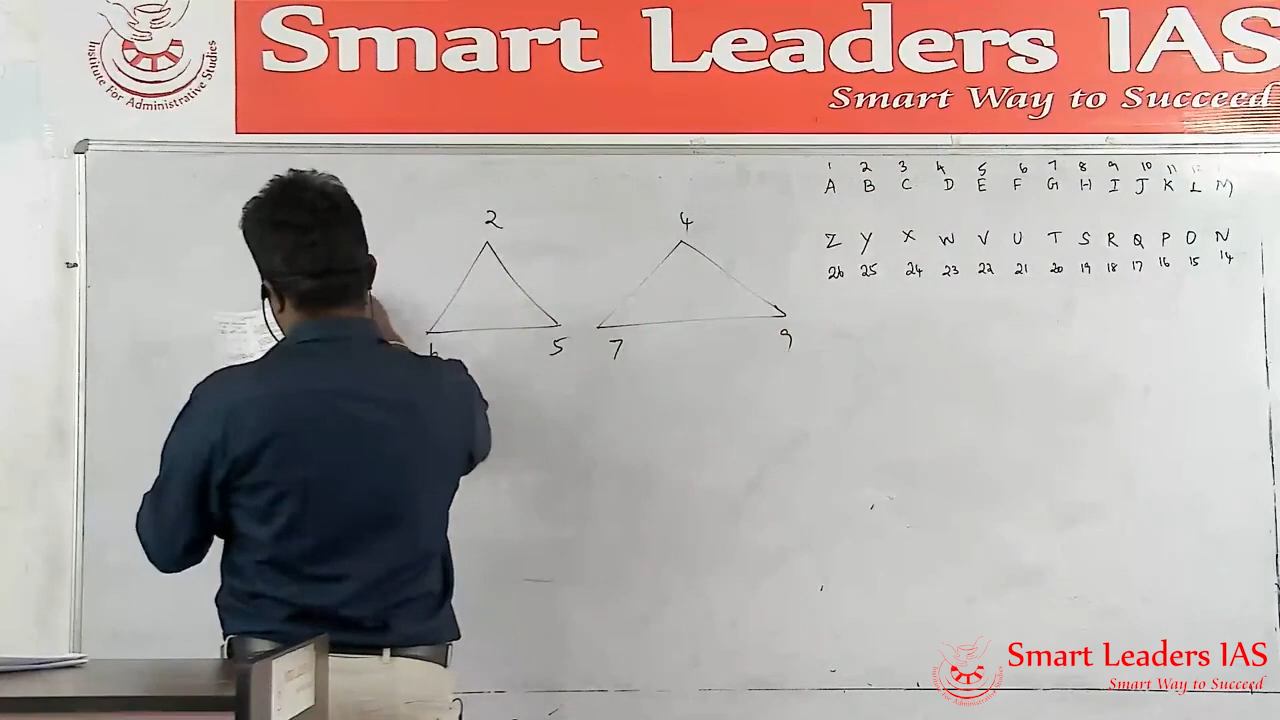 Institute For Administrative Studies
Smart Leaders IAS
Smart Way to Succeed
1 2 3 4 5 6 7 8 9 10 11
A B C D E F G H I J K L M
Z Y X W V U T S R Q P O N
26 25 24 23 22 21 20 19 18 17 16 15 14
2 4
5 7 9
Smart Leaders IAS
Smart Way to Succeed